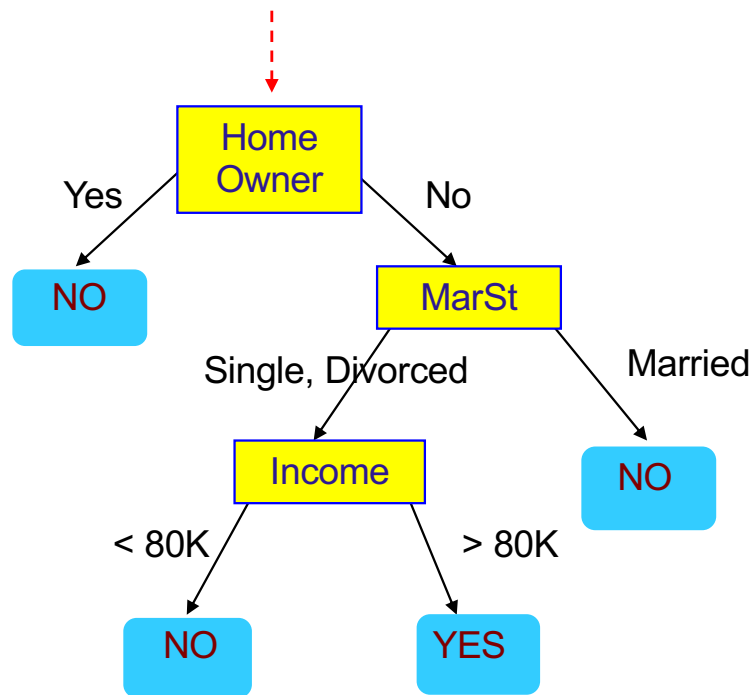 Home
Owner
Yes
No
NO
MarSt
Single, Divorced
Married
Income
NO
< 80K
> 80K
NO
YES